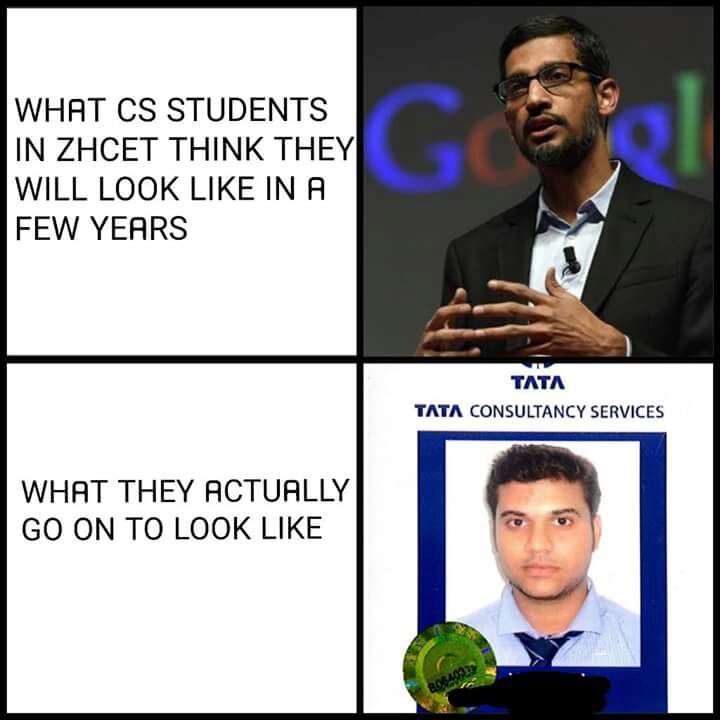 WHAT CS STUDENTS
IN ZHCET THINK THEY
WILL LOOK LIKE IN A
FEW YEARS
Googl
WHAT THEY ACTUALLY
GO ON TO LOOK LIKE
TATA
TATA CONSULTANCY SERVICES